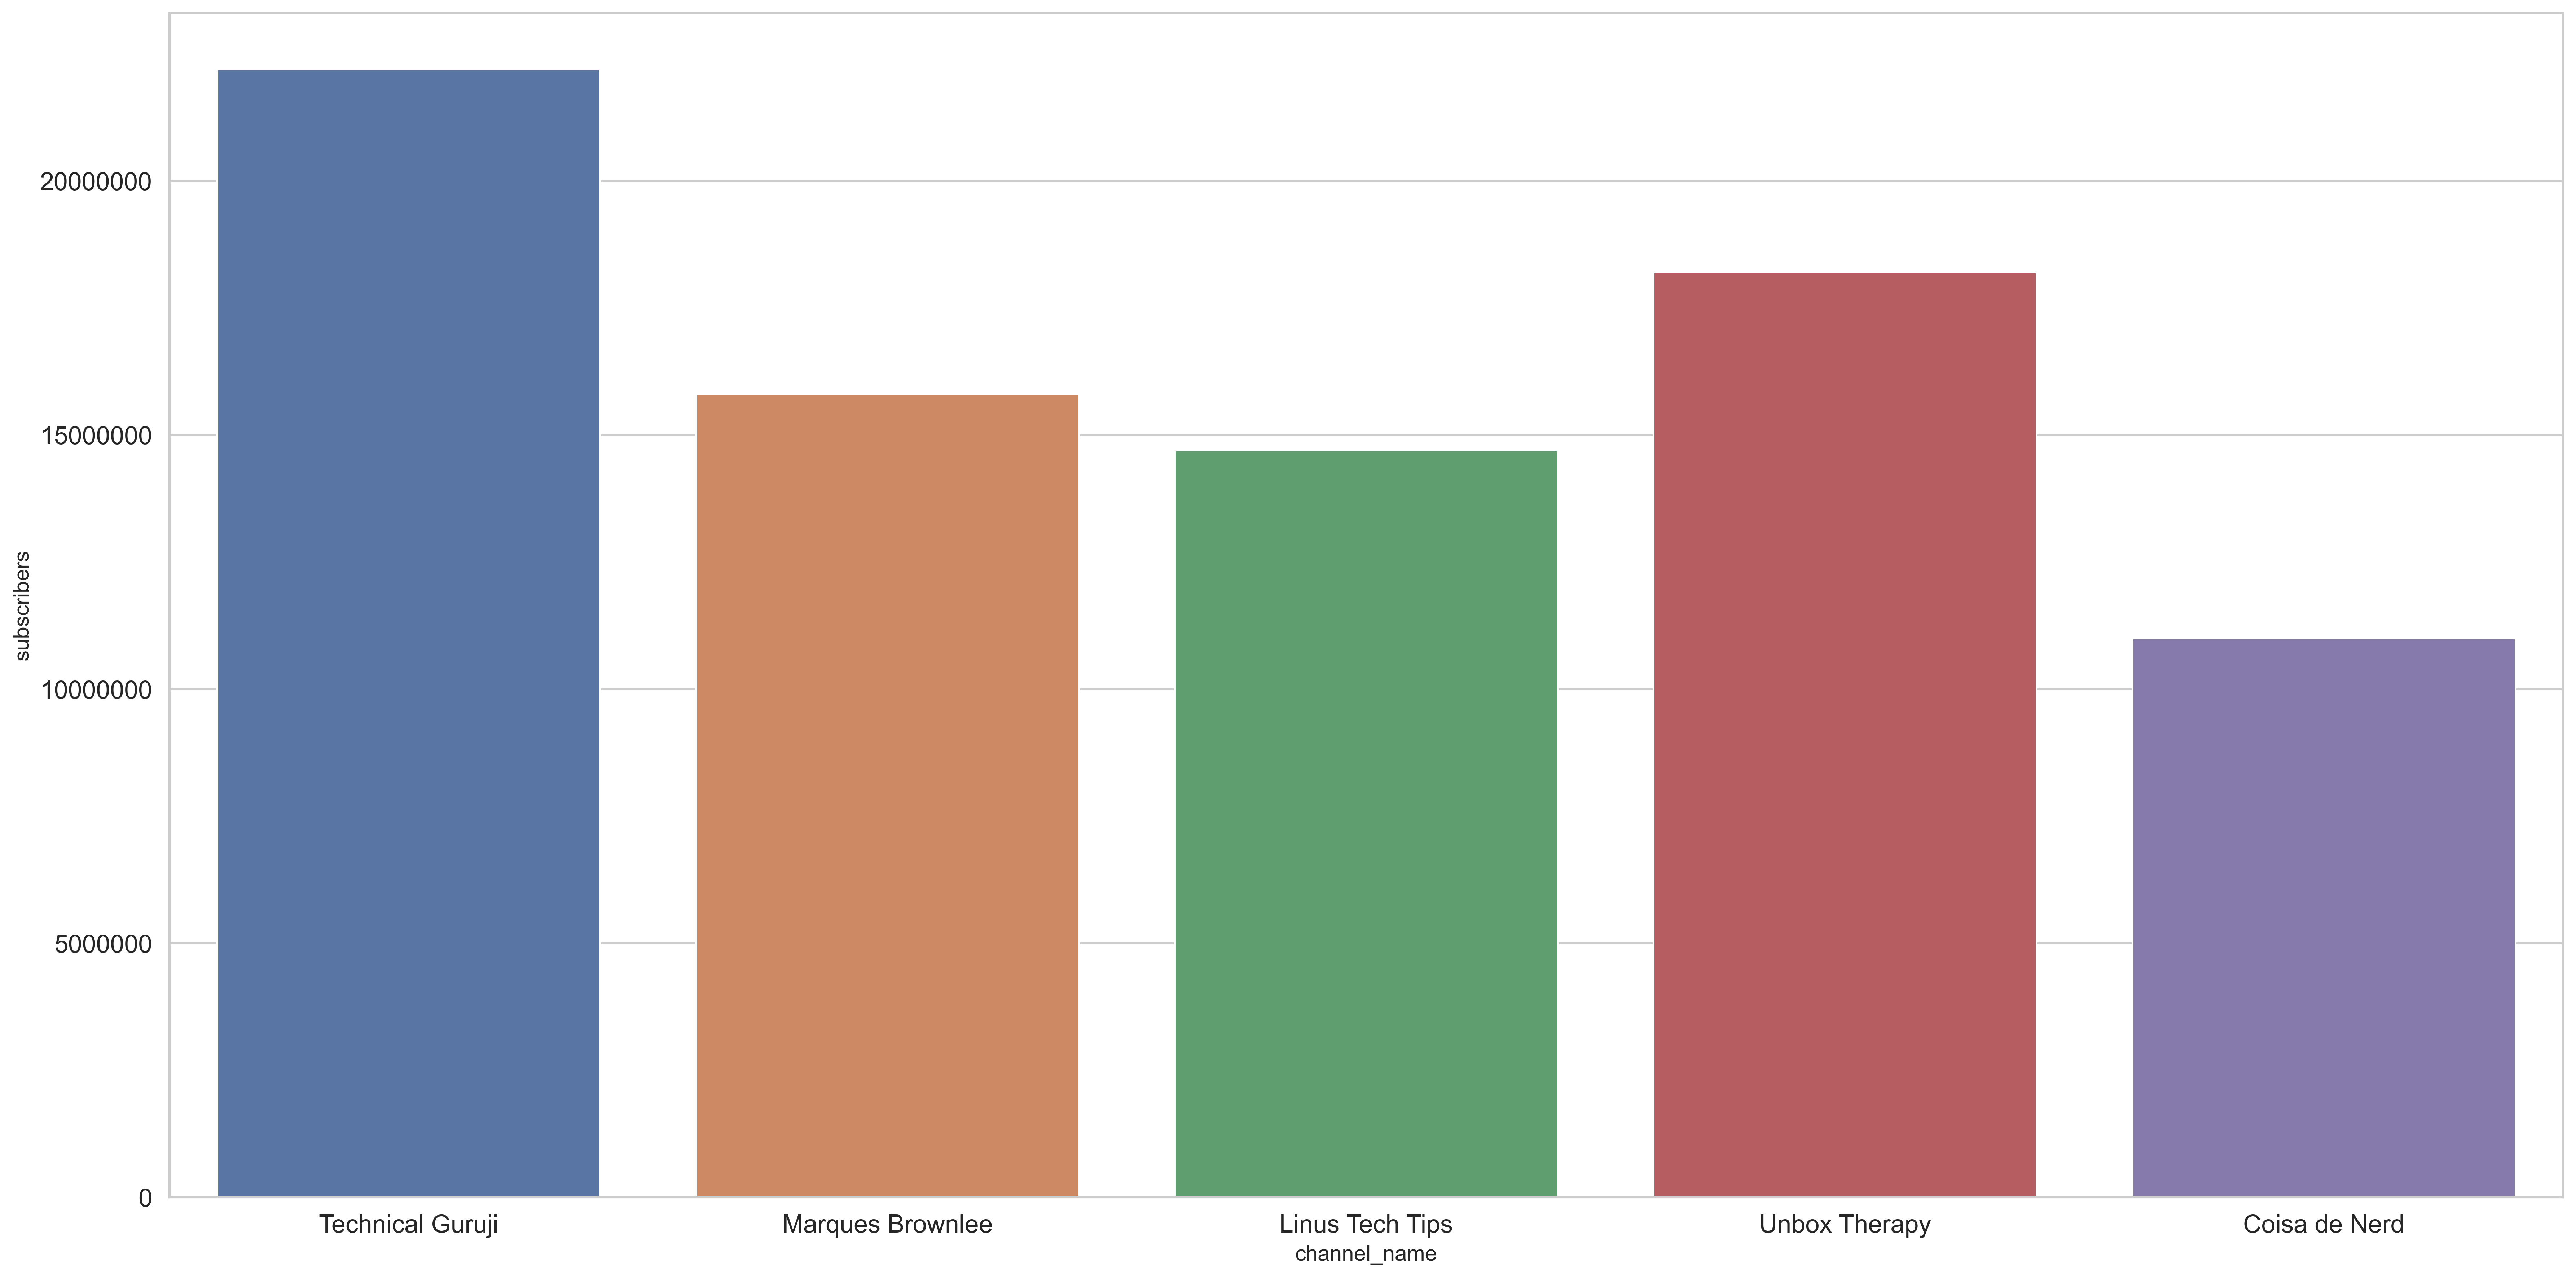 subscribers
20000000
15000000
10000000
5000000
0
Technical Guruji Marques Brownlee Linus Tech Tips Unbox Therapy Coisa de Nerd
channel_name